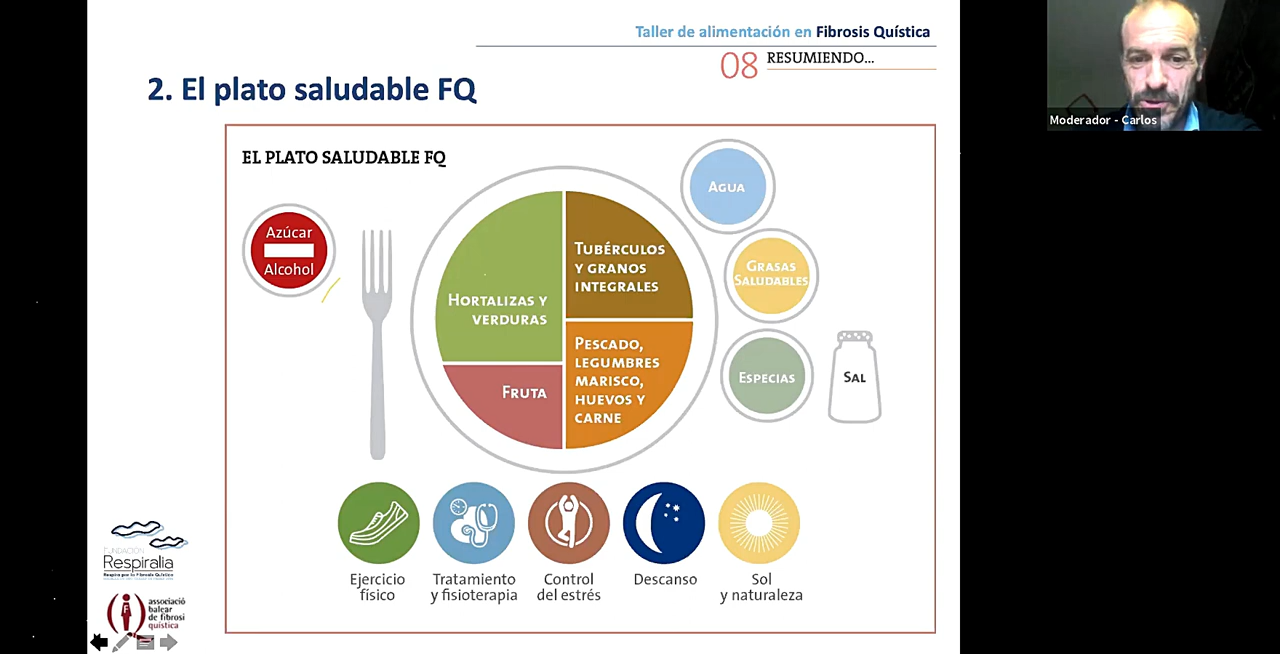 Taller de alimentación en Fibrosis Quística
08 RESUMIENDO...
2. El plato saludable FQ
Moderador - Carlos
EL PLATO SALUDABLE FQ
Azúcar
Alcohol
HORTALIZAS Y
VERDURAS
FRUTA
TUBÉRCULOS
Y GRANOS
INTEGRALES
PESCADO,
LEGUMBRES
MARISCO,
HUEVOS Y
CARNE
AGUA
GRASAS
SALUDABLES
ESPECIAS
SAL
Ejercicio
físico
Tratamiento
y fisioterapia
Control
del estrés
Descanso
Sol
y naturaleza
FUNDACIÓN
Respiralia
associació
balear
de fibrosi
quística